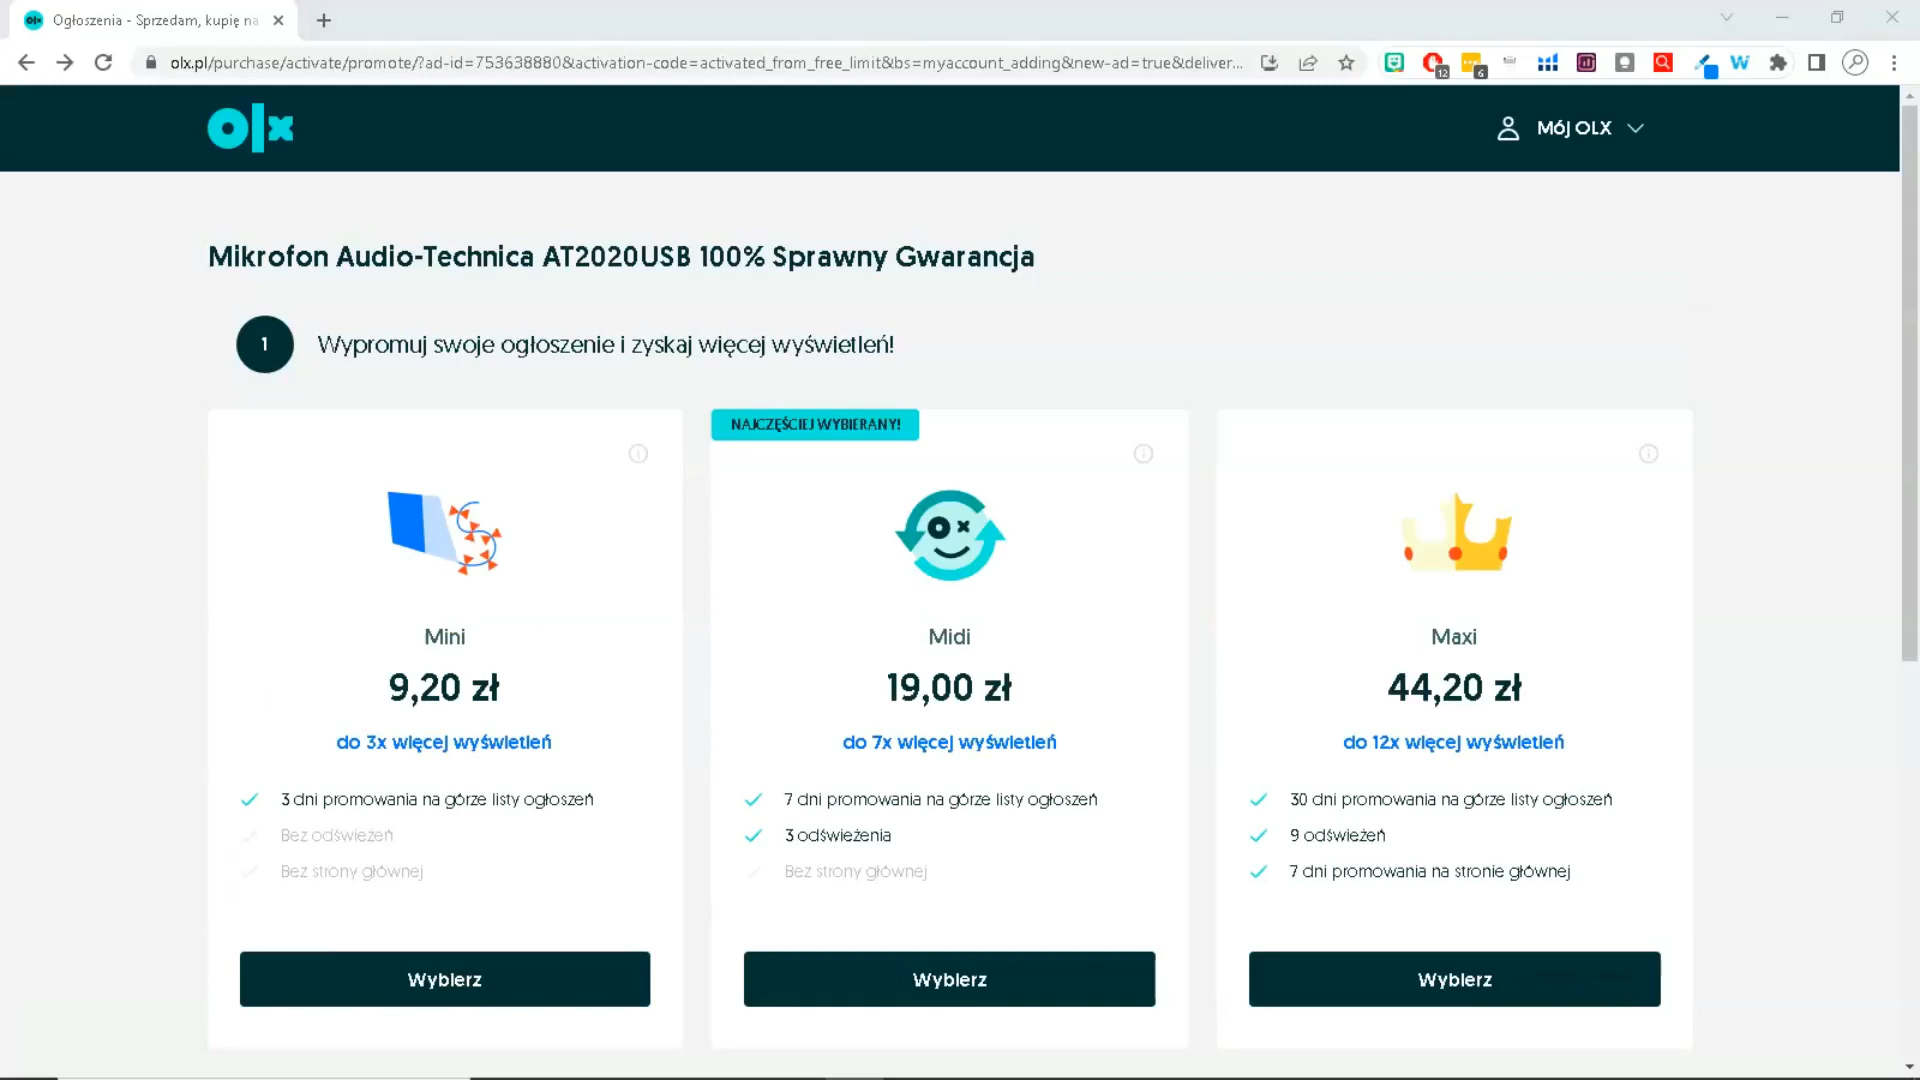 Ogłoszenia - Sprzedam, kupię na
olx.pl/purchase/activate/promote/?ad-id=753638880&activation-code=activated_from_free_limit&bs=myaccount_adding&new-ad=true&deliver...
12
6
W
olx
Mój OLX
Mikrofon Audio-Technica AT2020USB 100% Sprawny Gwarancja
1
Wypromuj swoje ogłoszenie i zyskaj więcej wyświetleń!
NAJCZĘŚCIEJ WYBIERANY!
Mini
9,20 zł
do 3x więcej wyświetleń
3 dni promowania na górze listy ogłoszeń
Bez odświeżeń
Bez strony głównej
Wybierz
Midi
19,00 zł
do 7x więcej wyświetleń
7 dni promowania na górze listy ogłoszeń
3 odświeżenia
Bez strony głównej
Wybierz
Maxi
44,20 zł
do 12x więcej wyświetleń
30 dni promowania na górze listy ogłoszeń
9 odświeżeń
7 dni promowania na stronie głównej
Wybierz